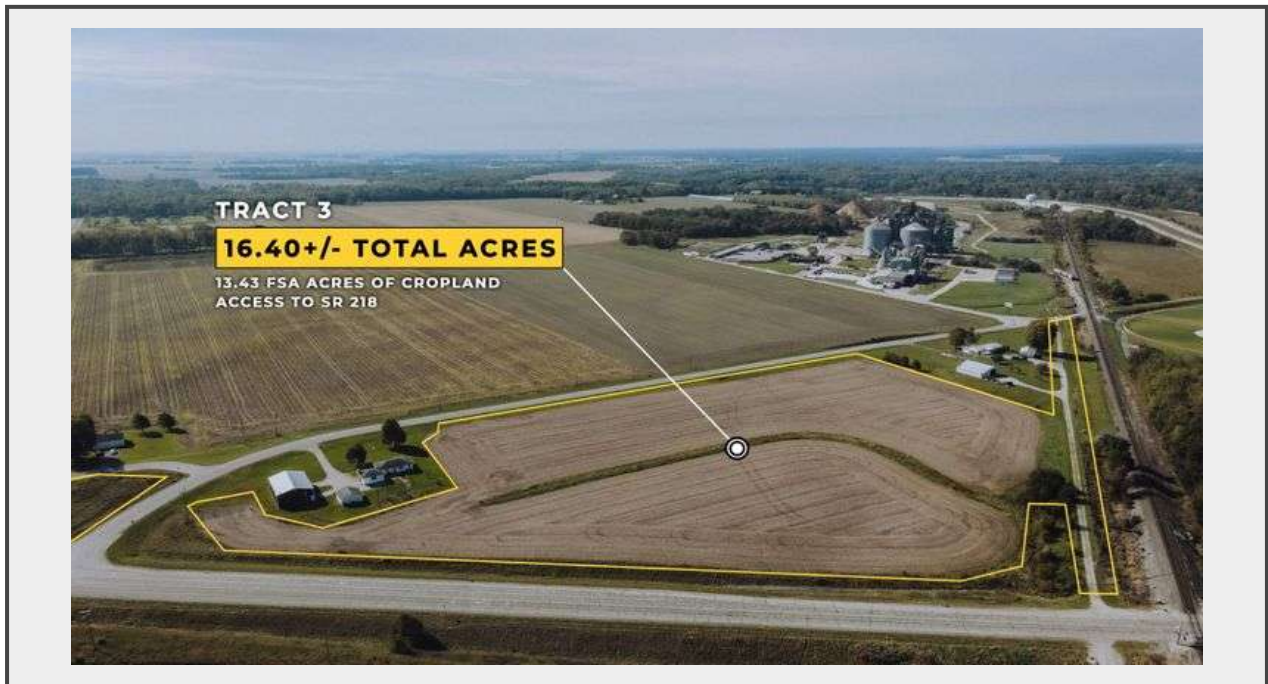 TRACT 3
16.40+/- TOTAL ACRES
13.43 FSA ACRES OF CROPLAND
ACCESS TO SR 218